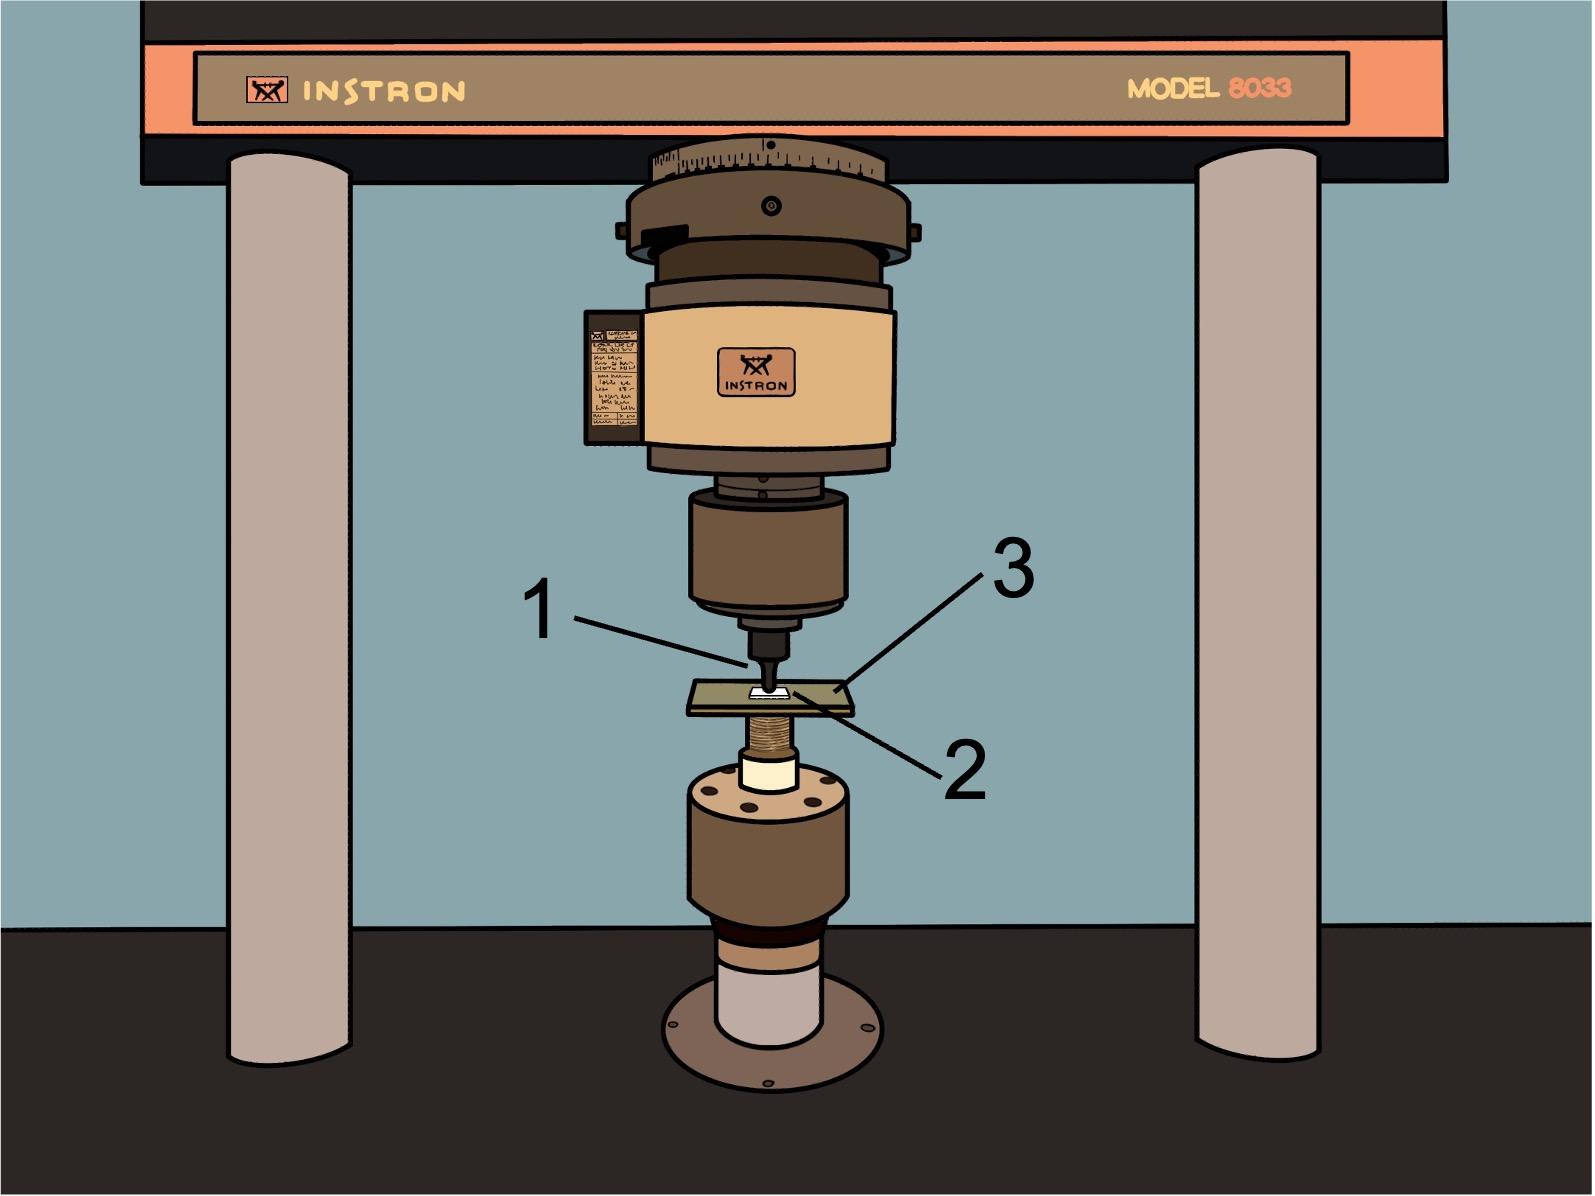 INSTRON
MODEL 8033
INSTRON
1
3
2